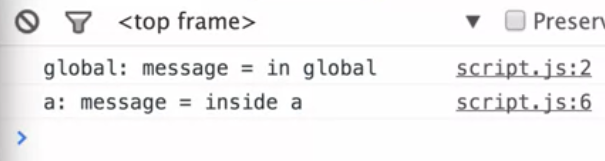 <top frame> Preserv
global: message = in global script.js:2
a: message = inside a script.js:6